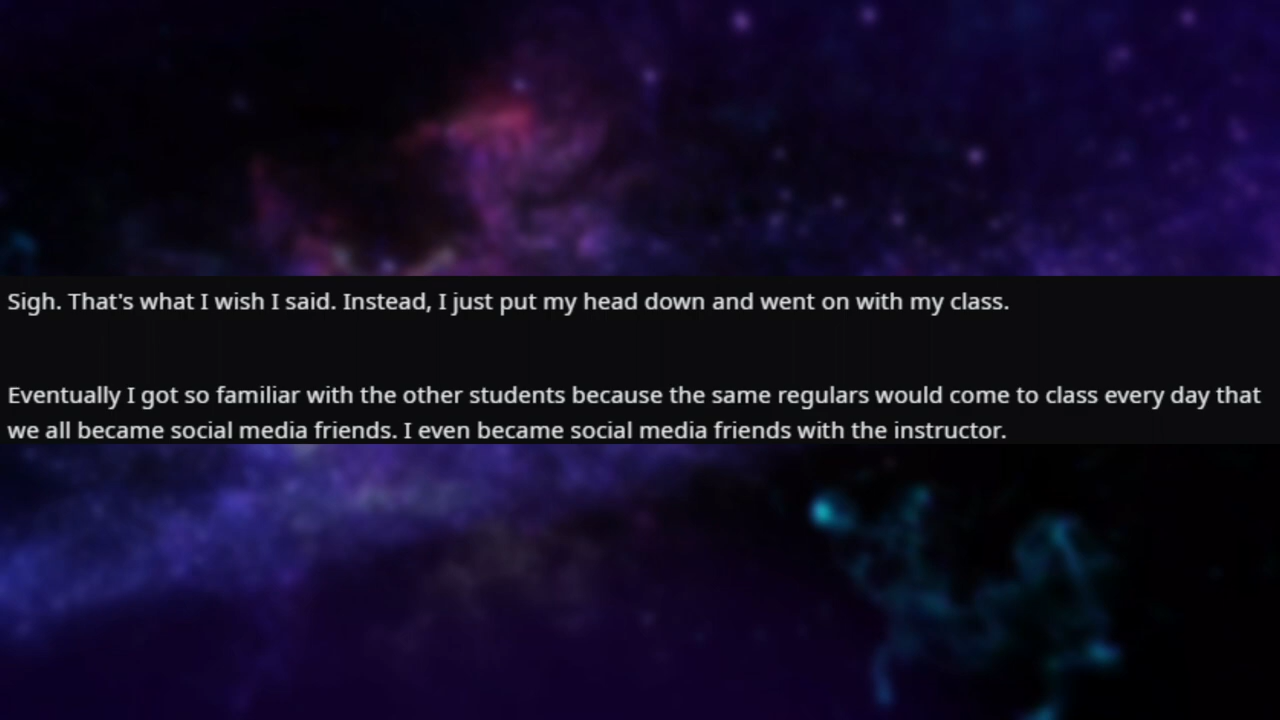 Sigh. That's what I wish I said. Instead, I just put my head down and went on with my class.
Eventually I got so familiar with the other students because the same regulars would come to class every day that
we all became social media friends. I even became social media friends with the instructor.